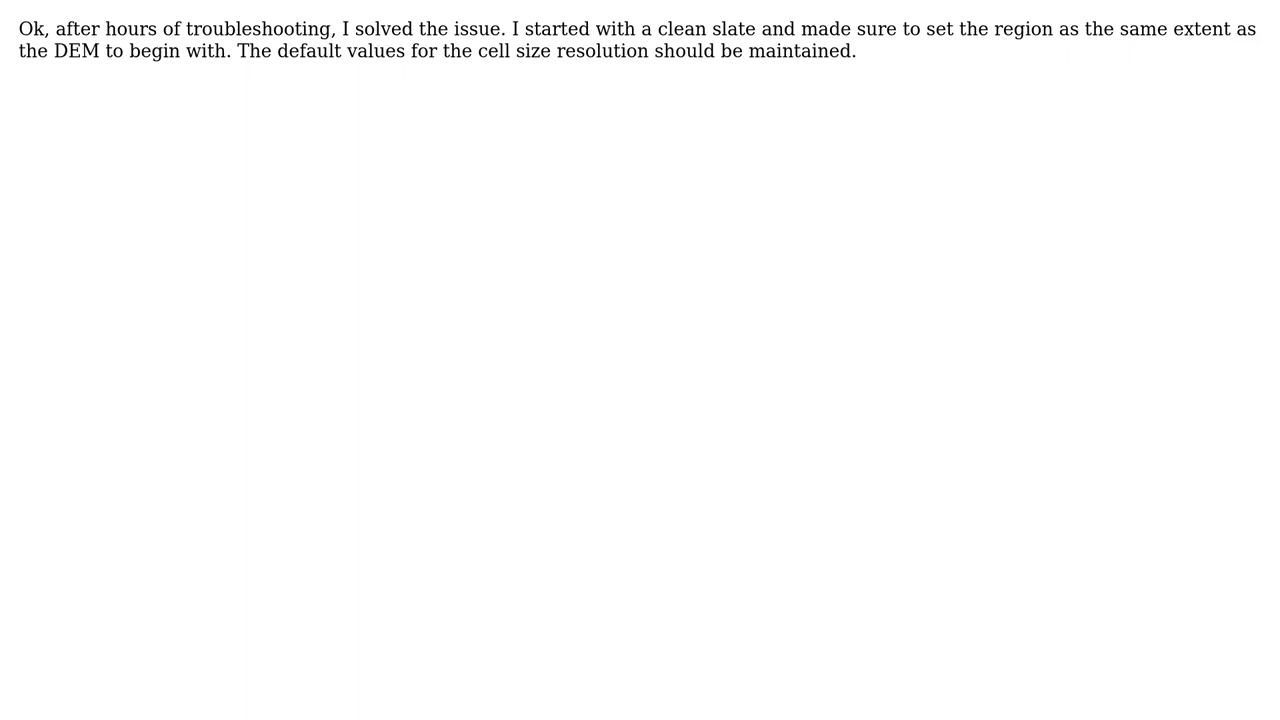 Ok, after hours of troubleshooting, I solved the issue. I started with a clean slate and made sure to set the region as the same extent as
the DEM to begin with. The default values for the cell size resolution should be maintained.